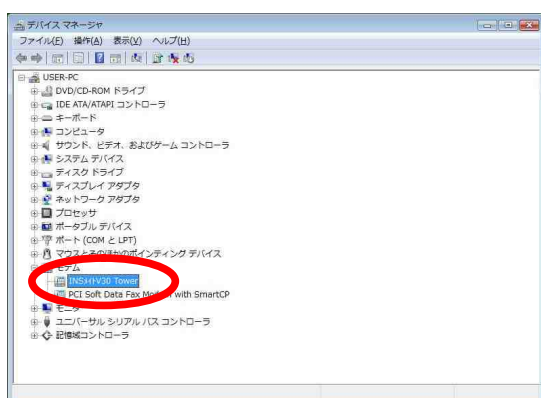 デバイス マネージャ
ファイル(F) 操作(A) 表示(V) ヘルプ(H)
USER-PC
DVD/CD-ROM ドライブ
IDE ATA/ATAPI コントローラ
キーボード
コンピュータ
サウンド、ビデオ、およびゲーム コントローラ
システム デバイス
ディスク ドライブ
ディスプレイ アダプタ
ネットワーク アダプタ
プロセッサ
ポータブル デバイス
ポート (COM と LPT)
マウスとそのほかのポインティング デバイス
モデム
INSﾒｲﾄV30 Tower
PCI Soft Data Fax Modem with SmartCP
モニタ
ユニバーサル シリアル バス コントローラ
記憶域コントローラ